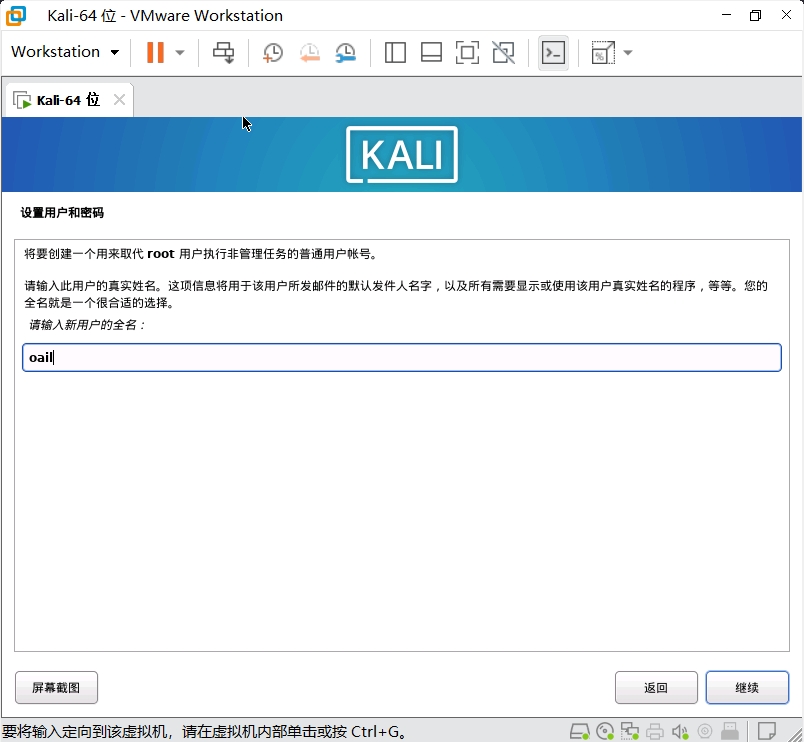 Kali-64 位 - VMware Workstation
Workstation
Kali-64 位
KALI
设置用户和密码
将要创建一个用来取代 root 用户执行非管理任务的普通用户帐号。
请输入此用户的真实姓名。这项信息将用于该用户所发邮件的默认发件人名字，以及所有需要显示或使用该用户真实姓名的程序，等等。您的
全名就是一个很合适的选择。
请输入新用户的全名：
oail
屏幕截图
返回
继续
要将输入定向到该虚拟机，请在虚拟机内部单击或按 Ctrl+G。